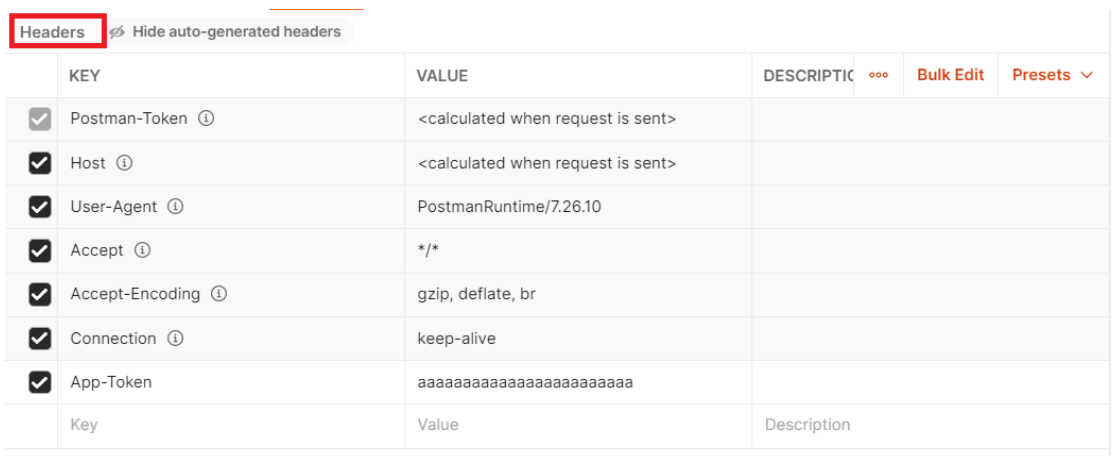 Headers Hide auto-generated headers
KEY VALUE DESCRIPTIC ooo Bulk Edit Presets
Postman-Token <calculated when request is sent>
Host <calculated when request is sent>
User-Agent PostmanRuntime/7.26.10
Accept */*
Accept-Encoding gzip, deflate, br
Connection keep-alive
App-Token aaaaaaaaaaaaaaaaaaaaaaaa
Key Value Description